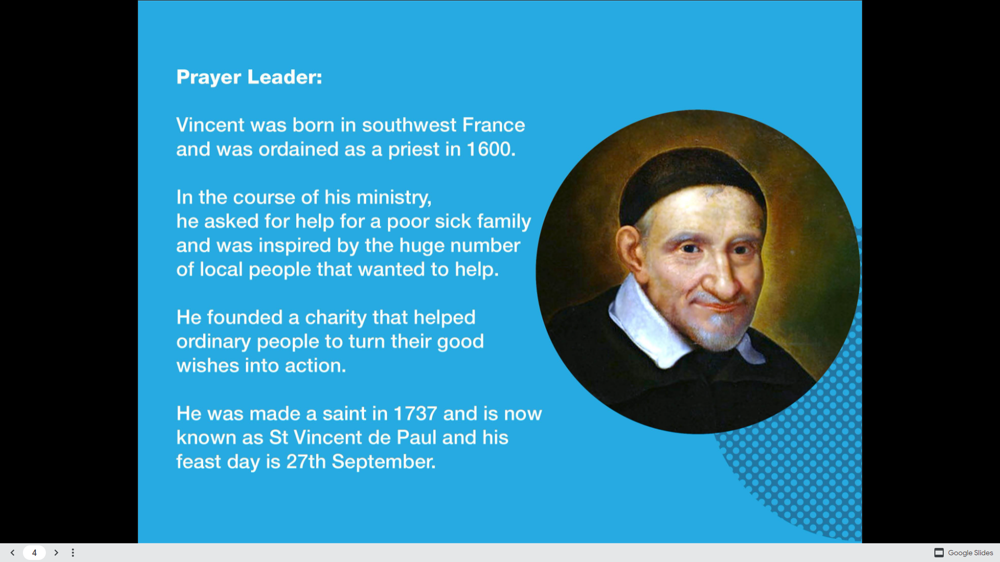 Prayer Leader:
Vincent was born in southwest France
and was ordained as a priest in 1600.
In the course of his ministry,
he asked for help for a poor sick family
and was inspired by the huge number
of local people that wanted to help.
He founded a charity that helped
ordinary people to turn their good
wishes into action.
He was made a saint in 1737 and is now
known as St Vincent de Paul and his
feast day is 27th September.
4
Google Slides